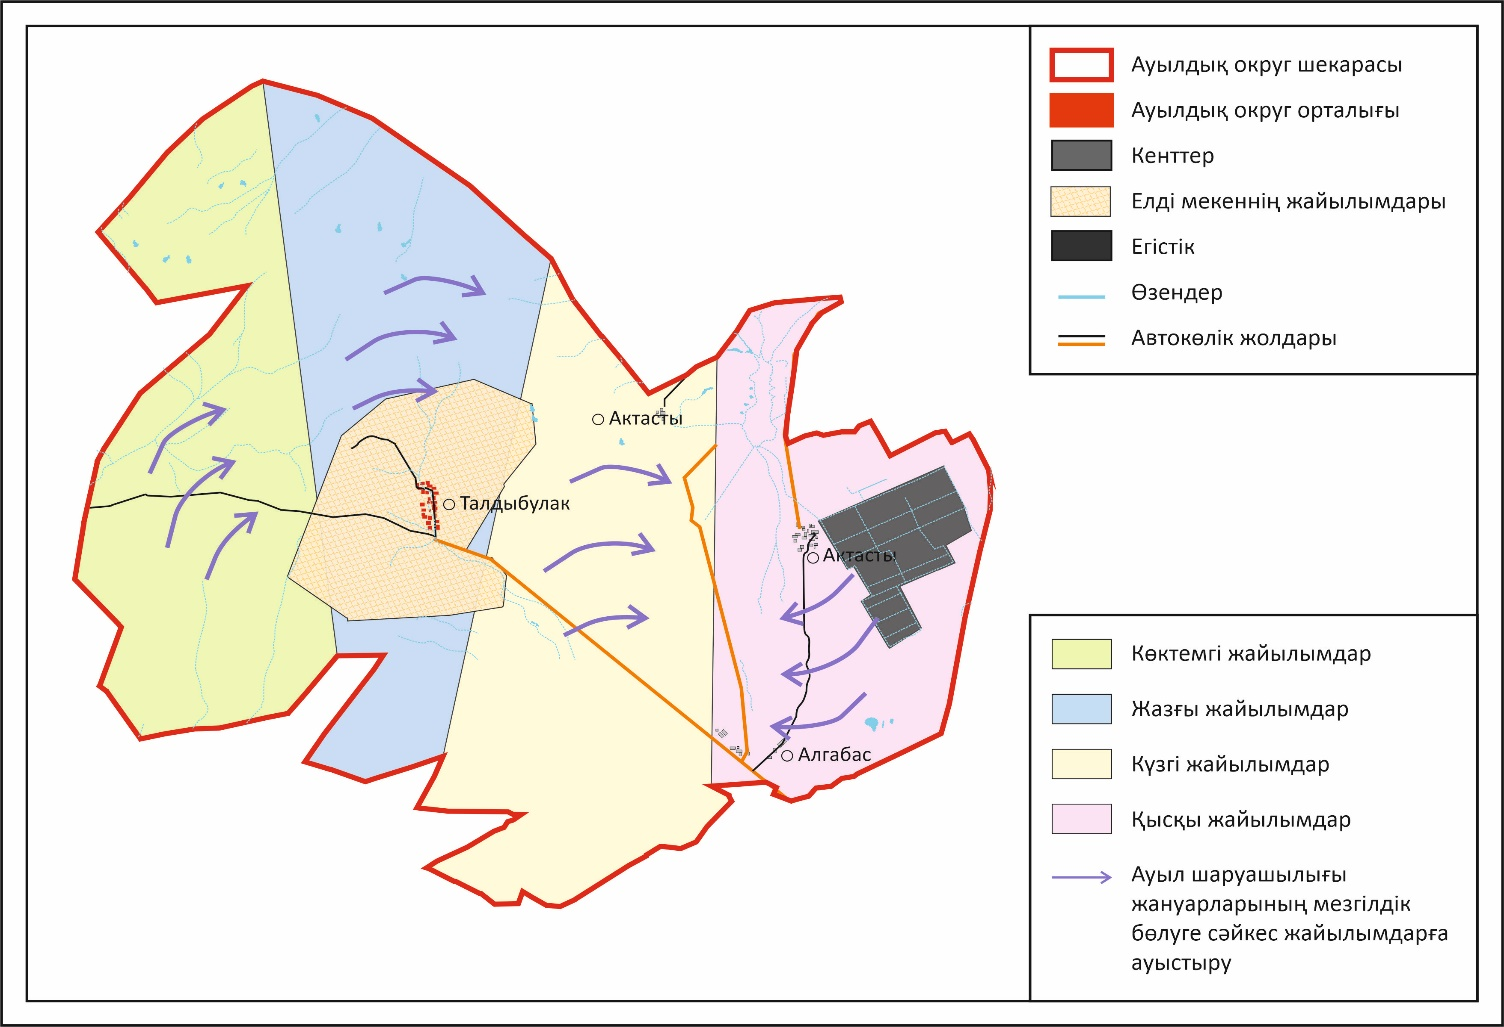 Ауылдық округ шекарасы
Ауылдық округ орталығы
Кенттер
Елді мекеннің жайылымдары
Егістік
Өзендер
Автокөлік жолдары
Актасты
Талдыбулак
Актасты
Алгабас
Көктемгі жайылымдар
Жазғы жайылымдар
Күзгі жайылымдар
Қысқы жайылымдар
Ауыл шаруашылығы
жануарларының мезгілдік
бөлуге сәйкес жайылымдарға
ауыстыру